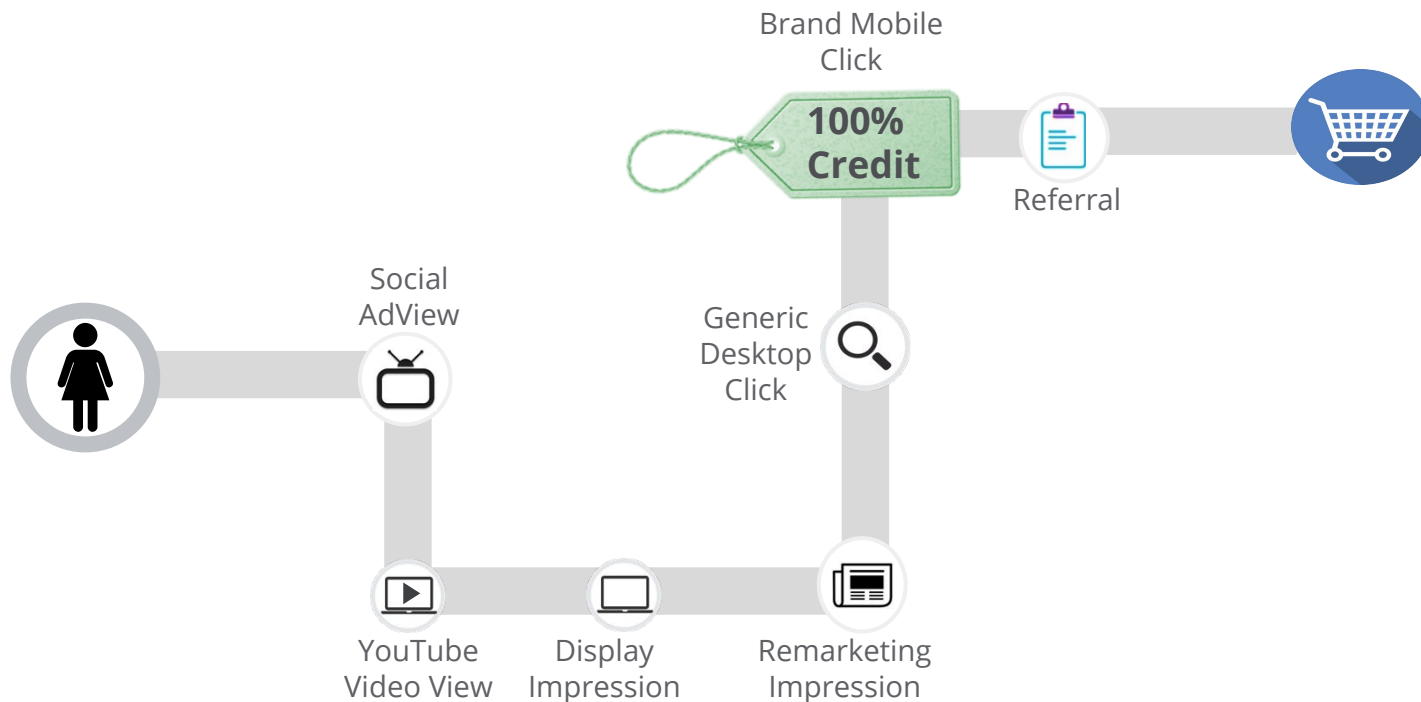 Brand Mobile
Click
100%
Credit
Referral
Social
AdView
Generic
Desktop
Click
YouTube
Video View
Display
Impression
Remarketing
Impression